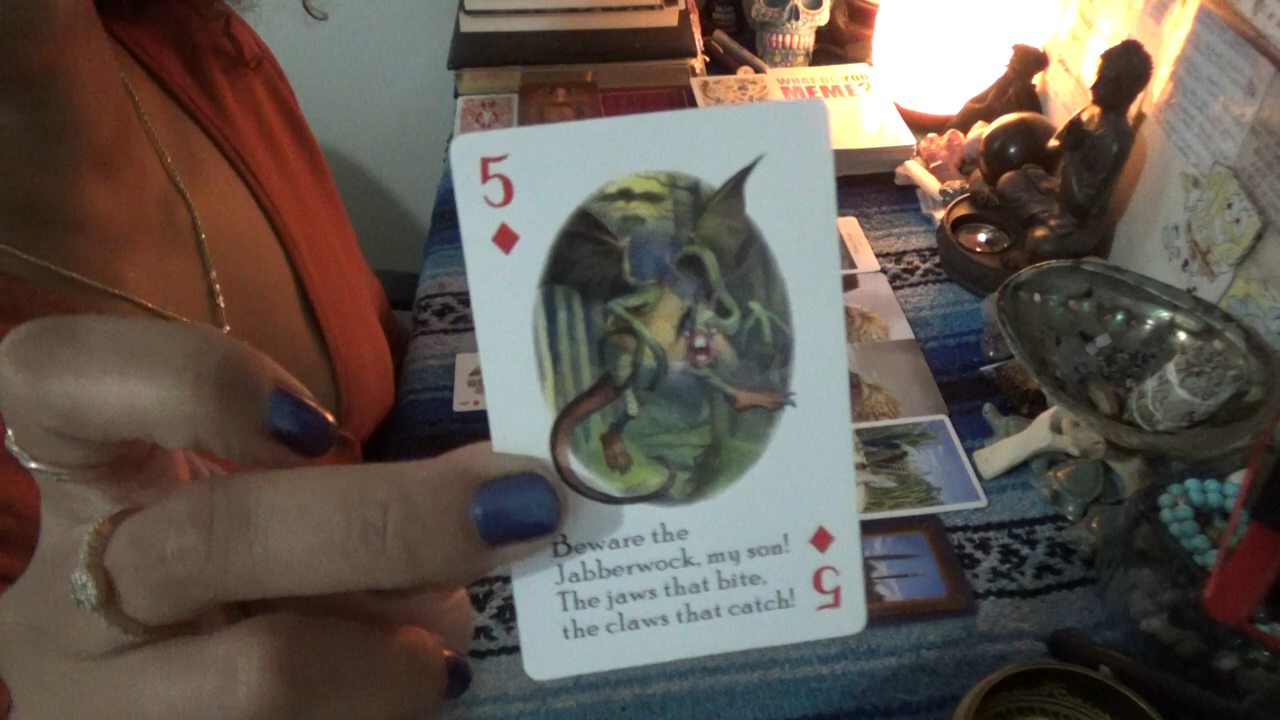 WHAT DO YOU
MEME?
5
Beware the
Jabberwock, my son!
The jaws that bite,
the claws that catch!
5